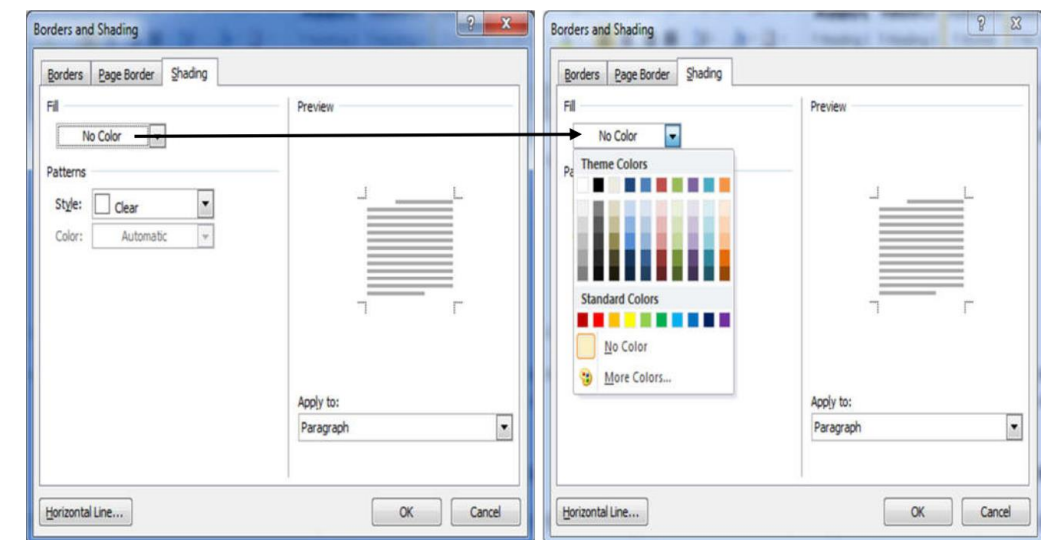 Borders and Shading
?
X
Borders
Page Border
Shading
Fill
No Color
Patterns
Style:
Clear
Color:
Automatic
Preview
Apply to:
Paragraph
Horizontal Line...
OK
Cancel
Borders and Shading
?
X
Borders
Page Border
Shading
Fill
No Color
Pa
Theme Colors
Standard Colors
No Color
More Colors...
Preview
Apply to:
Paragraph
Horizontal Line...
OK
Cancel